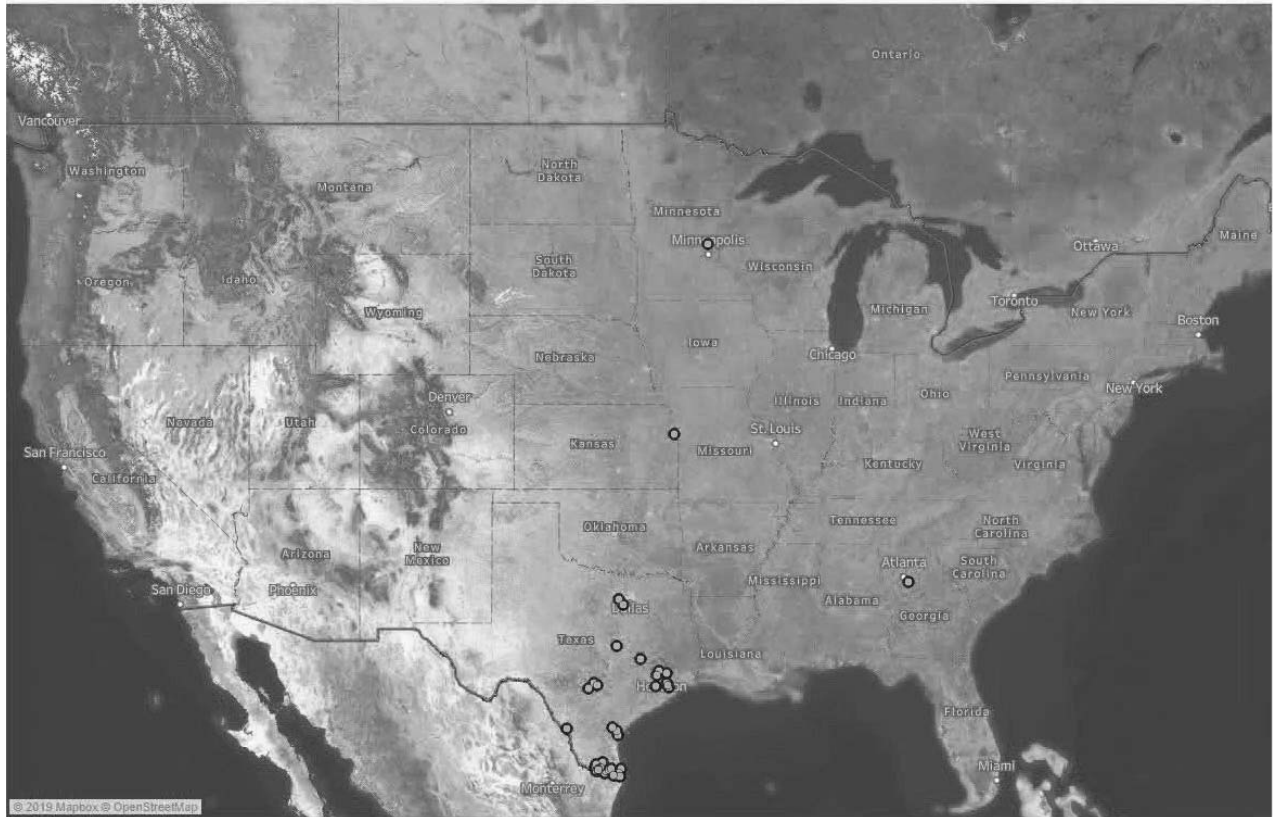 Ontario
Vancouver
Washington
North
Dakota
Montana
Minnesota
Minneapolis
Ottawa
Maine
Wisconsin
South
Dakota
Oregon
Idaho
Toronto
Michigan
New York
Wyoming
Boston
Iowa
Chicago
Nebraska
Pennsylvania
New York
Denver
Ohio
Illinois
Indiana
Nevada
Utah
Colorado
St. Louis
West
Virginia
Kansas
Missouri
San Francisco
Kentucky
Virginia
California
Tennessee
North
Carolina
Oklahoma
Arkansas
Arizona
New
Mexico
Atlanta
South
Carolina
Mississippi
San Diego
Phoenix
Alabama
Georgia
Dallas
Texas
Louisiana
Houston
Florida
Miami
Monterrey
© 2019 Mapbox © OpenStreetMap